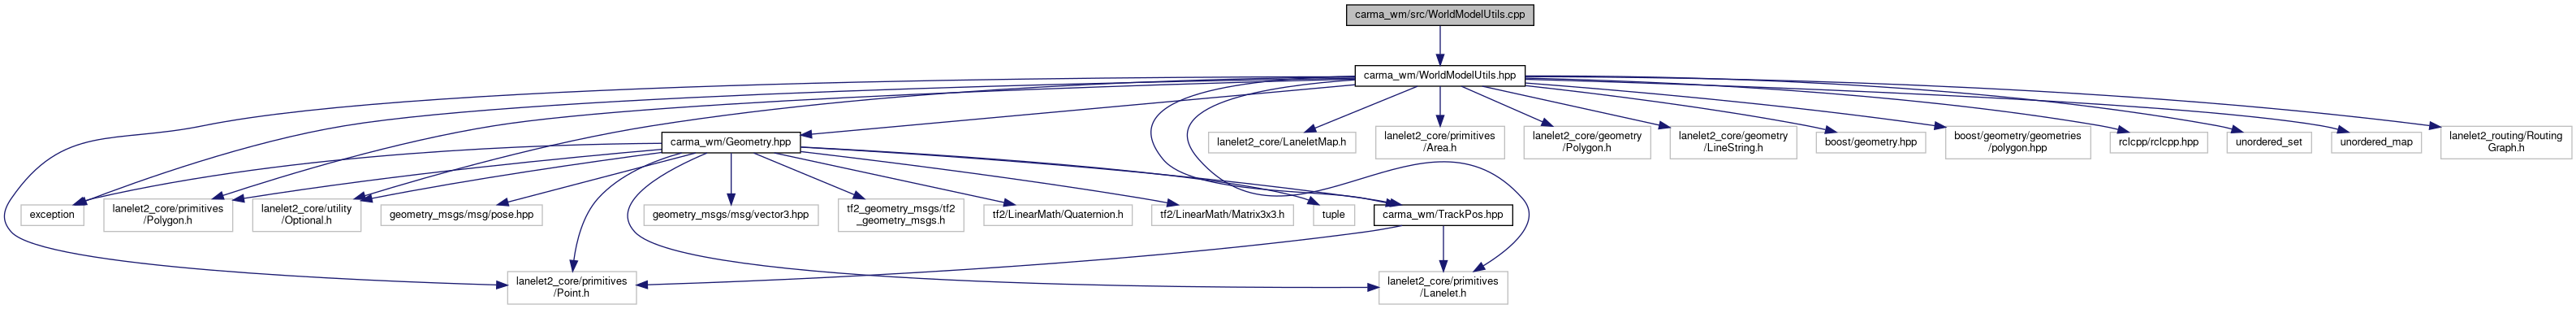 carma_wm/src/WorldModelUtils.cpp
carma_wm/WorldModelUtils.hpp
carma_wm/Geometry.hpp
lanelet2_core/LaneletMap.h
lanelet2_core/primitives
/Area.h
lanelet2_core/geometry
/Polygon.h
lanelet2_core/geometry
/LineString.h
boost/geometry.hpp
boost/geometry/geometries
/polygon.hpp
rclcpp/rclcpp.hpp
unordered_set
unordered_map
lanelet2_routing/Routing
Graph.h
exception
lanelet2_core/primitives
/Polygon.h
lanelet2_core/utility
/Optional.h
geometry_msgs/msg/pose.hpp
geometry_msgs/msg/vector3.hpp
tf2_geometry_msgs/tf2
_geometry_msgs.h
tf2/LinearMath/Quaternion.h
tf2/LinearMath/Matrix3x3.h
tuple
carma_wm/TrackPos.hpp
lanelet2_core/primitives
/Point.h
lanelet2_core/primitives
/Lanelet.h